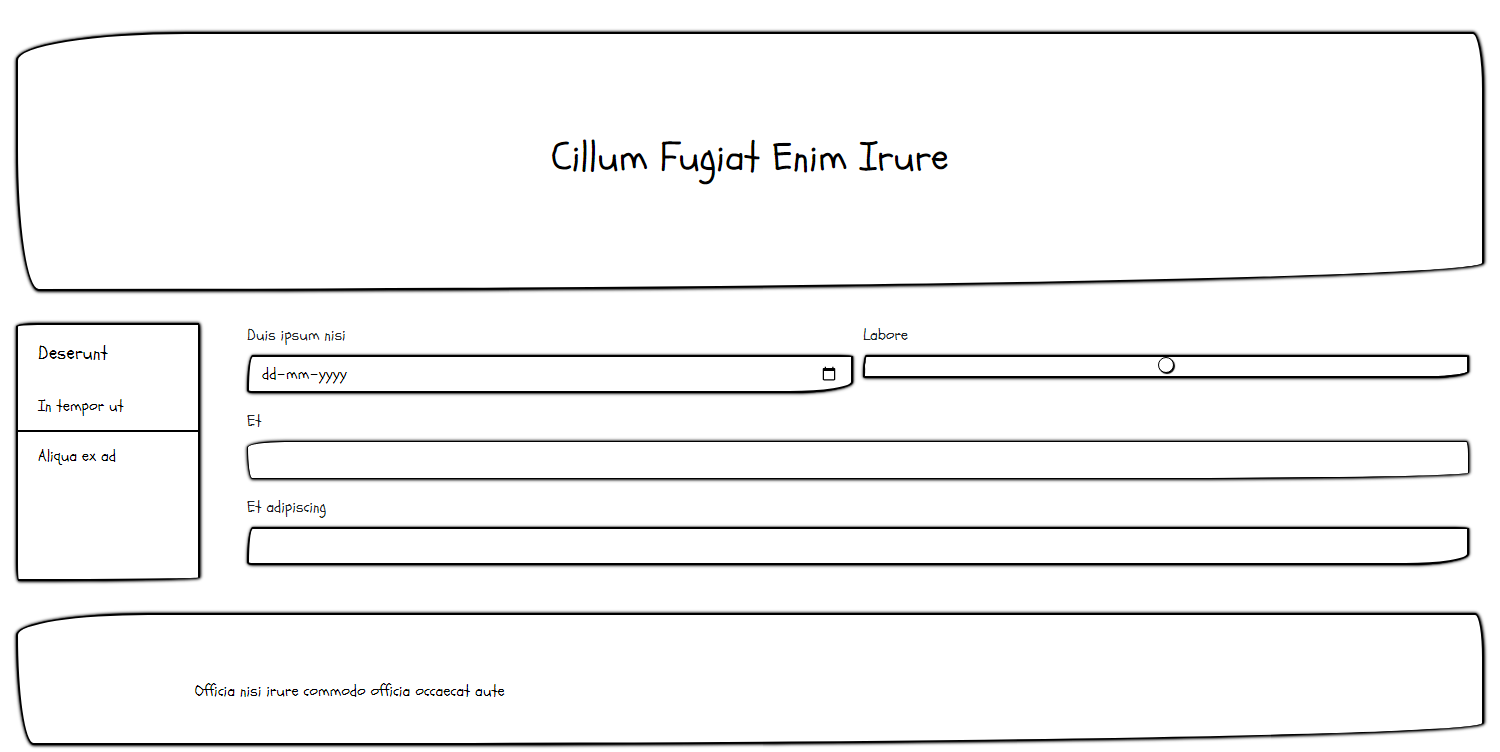 Cillum Fugiat Enim Irure
Deserunt
In tempor ut
Aliqua ex ad
Duis ipsum nisi
dd-mm-yyyy
Labore
Et
Et adipiscing
Officia nisi irure commodo officia occaecat aute